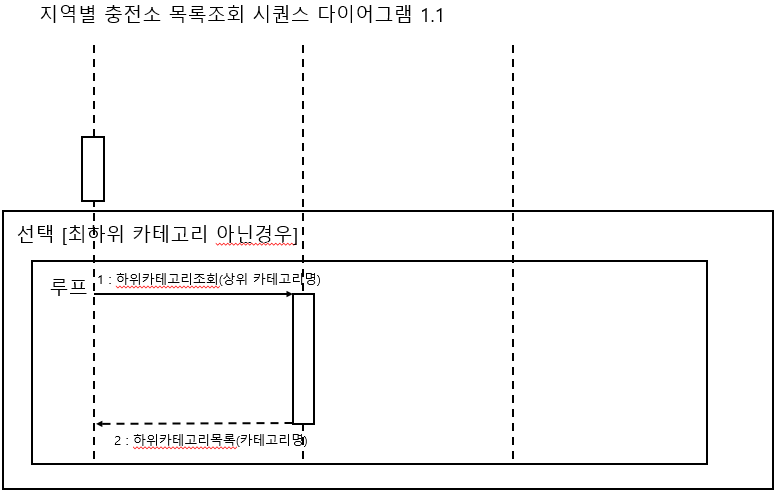 지역별 충전소 목록조회 시퀀스 다이어그램 1.1
선택 [최하위 카테고리 아닌경우]
루프
1 : 하위카테고리조회(상위 카테고리명)
2 : 하위카테고리목록(카테고리명)